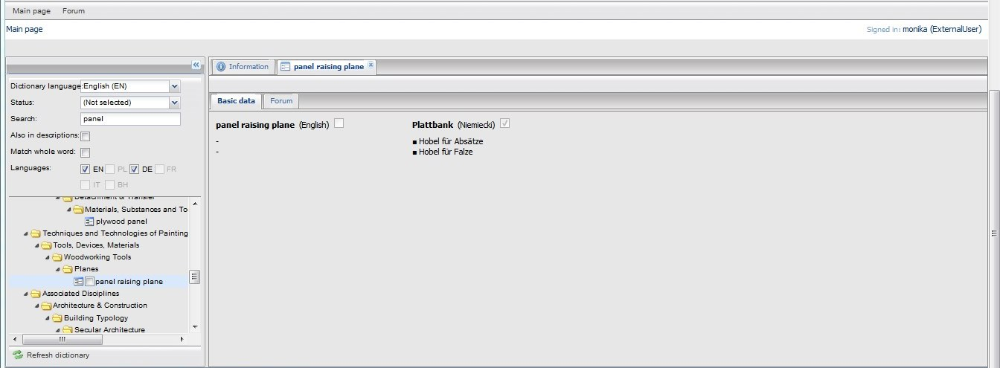 Main page Forum
Main page Signed in: monika (ExternalUser)
Information panel raising plane
Dictionary language:English (EN)
Status: (Not selected)
Search: panel
Also in descriptions:
Match whole word:
Languages: EN PL DE FR
IT BH
Detachment & Transfer
Materials, Substances and To
plywood panel
Techniques and Technologies of Painting
Tools, Devices, Materials
Woodworking Tools
Planes
panel raising plane
Associated Disciplines
Architecture & Construction
Building Typology
Secular Architecture
Refresh dictionary
Basic data Forum
panel raising plane (English) Plattbank (Niemiecki)
- ■ Hobel für Absätze
- ■ Hobel für Falze